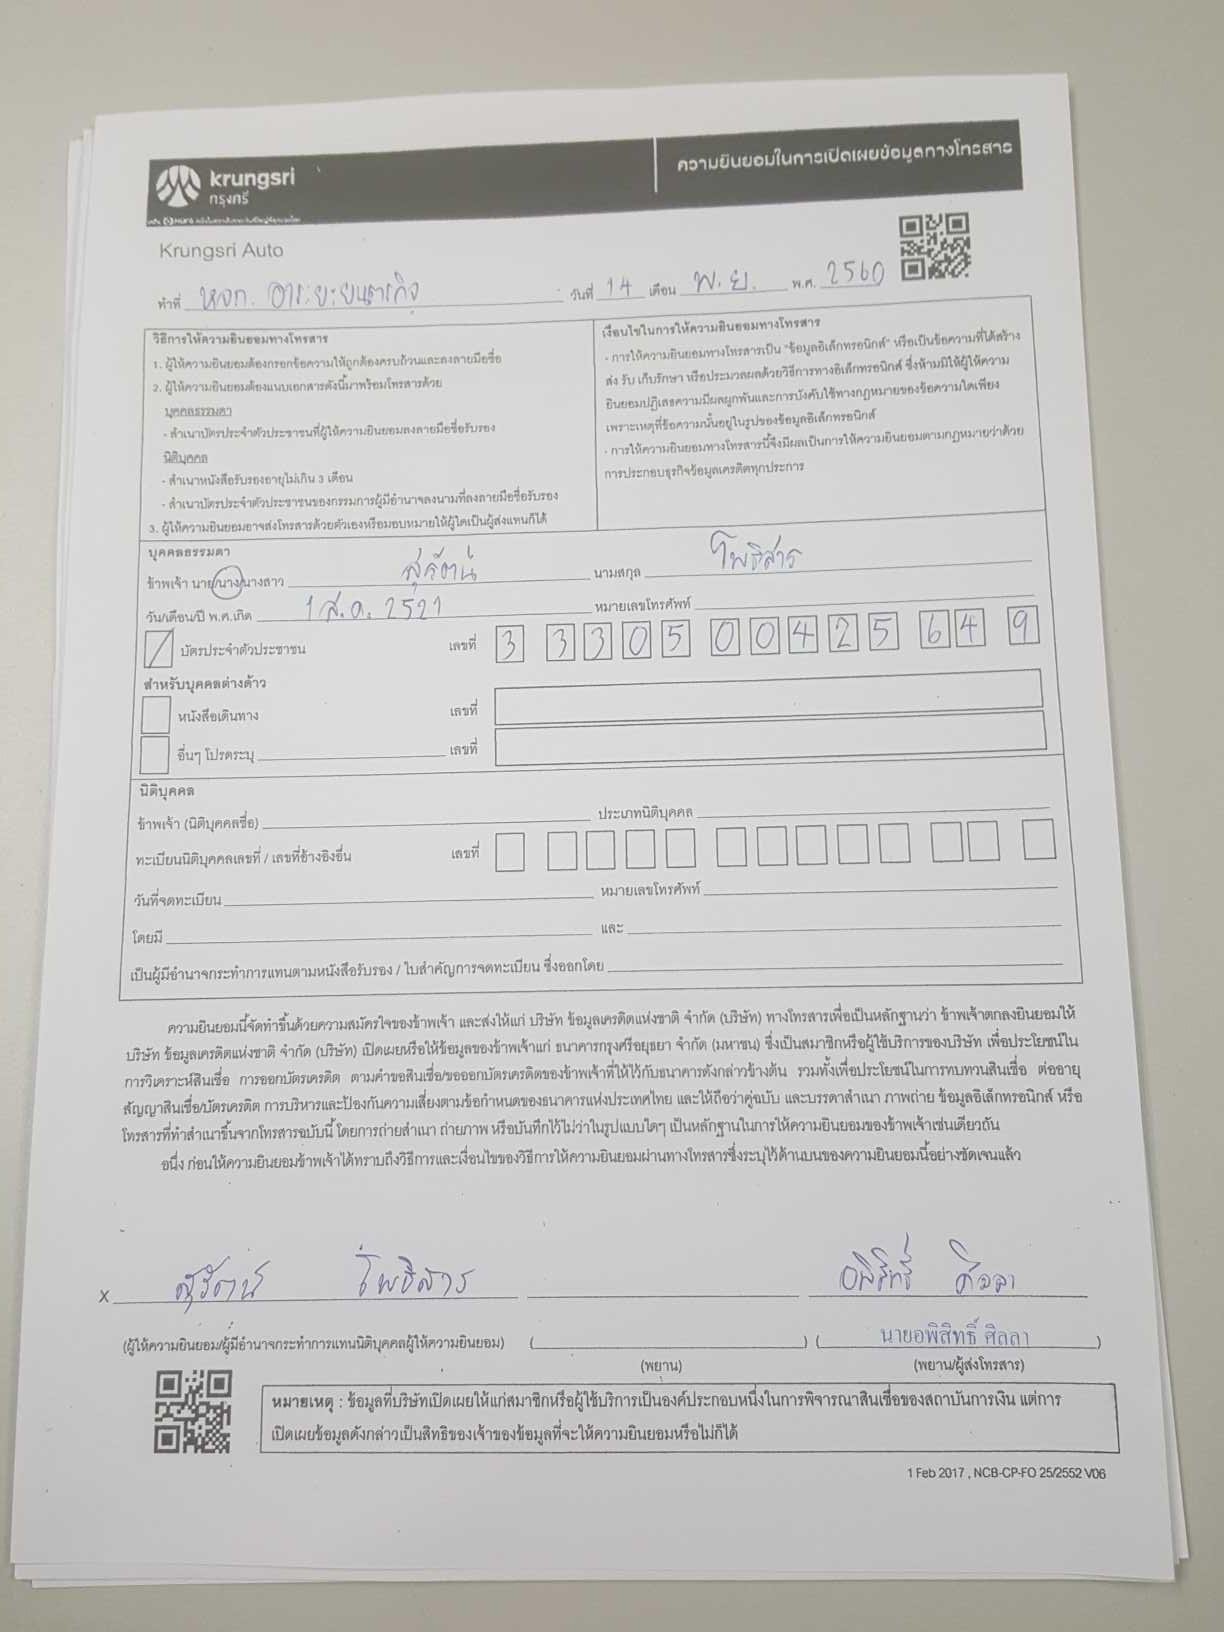 krungsri
กรุงศรี
ความยินยอมในการเปิดเผยข้อมูลทางโทรสาร
Krungsri Auto
ทำที่ หจก. อาระยะยนตรกิจ วันที่ 14 เดือน พ.ย. พ.ศ. 2560
วิธีการให้ความยินยอมทางโทรสาร
1. ผู้ให้ความยินยอมต้องกรอกข้อความให้ถูกต้องครบถ้วนและลงลายมือชื่อ
2. ผู้ให้ความยินยอมต้องแนบเอกสารดังนี้มาพร้อมโทรสารด้วย
บุคคลธรรมดา
- สำเนาบัตรประจำตัวประชาชนที่ผู้ให้ความยินยอมลงลายมือชื่อรับรอง
นิติบุคคล
- สำเนาหนังสือรับรองอายุไม่เกิน 3 เดือน
- สำเนาบัตรประจำตัวประชาชนของกรรมการผู้มีอำนาจลงนามที่ลงลายมือชื่อรับรอง
3. ผู้ให้ความยินยอมอาจส่งโทรสารด้วยตัวเองหรือมอบหมายให้ผู้ใดเป็นผู้ส่งแทนก็ได้
เงื่อนไขในการให้ความยินยอมทางโทรสาร
- การให้ความยินยอมทางโทรสารเป็น "ข้อมูลอิเล็กทรอนิกส์" หรือเป็นข้อความที่ได้สร้าง
ส่ง รับ เก็บรักษา หรือประมวลผลด้วยวิธีการทางอิเล็กทรอนิกส์ ซึ่งห้ามมิให้ผู้ให้ความ
ยินยอมปฏิเสธความมีผลผูกพันและการบังคับใช้ทางกฎหมายของข้อความใดเพียง
เพราะเหตุที่ข้อความนั้นอยู่ในรูปของข้อมูลอิเล็กทรอนิกส์
- การให้ความยินยอมทางโทรสารนี้จึงมีผลเป็นการให้ความยินยอมตามกฎหมายว่าด้วย
การประกอบธุรกิจข้อมูลเครดิตทุกประการ
บุคคลธรรมดา
ข้าพเจ้า นาย/นาง/นางสาว สุรัตน์ นามสกุล โพธิสาร
วัน/เดือน/ปี พ.ศ.เกิด 1 ส.ค. 2521 หมายเลขโทรศัพท์
บัตรประจำตัวประชาชน เลขที่ 3 3305 00425 64 9
สำหรับบุคคลต่างด้าว
หนังสือเดินทาง เลขที่
อื่นๆ โปรดระบุ เลขที่
นิติบุคคล
ข้าพเจ้า (นิติบุคคลชื่อ) ประเภทนิติบุคคล
ทะเบียนนิติบุคคลเลขที่ / เลขที่อ้างอิงอื่น เลขที่
วันที่จดทะเบียน หมายเลขโทรศัพท์
โดยมี และ
เป็นผู้มีอำนาจกระทำการแทนตามหนังสือรับรอง / ใบสำคัญการจดทะเบียน ซึ่งออกโดย
ความยินยอมนี้จัดทำขึ้นด้วยความสมัครใจของข้าพเจ้า และส่งให้แก่ บริษัท ข้อมูลเครดิตแห่งชาติ จำกัด (บริษัท) ทางโทรสารเพื่อเป็นหลักฐานว่า ข้าพเจ้าตกลงยินยอมให้
บริษัท ข้อมูลเครดิตแห่งชาติ จำกัด (บริษัท) เปิดเผยหรือให้ข้อมูลของข้าพเจ้าแก่ ธนาคารกรุงศรีอยุธยา จำกัด (มหาชน) ซึ่งเป็นสมาชิกหรือผู้ใช้บริการของบริษัท เพื่อประโยชน์ใน
การวิเคราะห์สินเชื่อ การออกบัตรเครดิต ตามคำขอสินเชื่อ/ขอออกบัตรเครดิตของข้าพเจ้าที่ให้ไว้กับธนาคารดังกล่าวข้างต้น รวมทั้งเพื่อประโยชน์ในการทบทวนสินเชื่อ ต่ออายุ
สัญญาสินเชื่อ/บัตรเครดิต การบริหารและป้องกันความเสี่ยงตามข้อกำหนดของธนาคารแห่งประเทศไทย และให้ถือว่าคู่ฉบับ และบรรดาสำเนา ภาพถ่าย ข้อมูลอิเล็กทรอนิกส์ หรือ
โทรสารที่ทำสำเนาขึ้นจากโทรสารฉบับนี้ โดยการถ่ายสำเนา ถ่ายภาพ หรือบันทึกไว้ไม่ว่าในรูปแบบใดๆ เป็นหลักฐานในการให้ความยินยอมของข้าพเจ้าเช่นเดียวกัน
อนึ่ง ก่อนให้ความยินยอมข้าพเจ้าได้ทราบถึงวิธีการและเงื่อนไขของวิธีการให้ความยินยอมผ่านทางโทรสารซึ่งระบุไว้ด้านบนของความยินยอมนี้อย่างชัดเจนแล้ว
x สุรัตน์ โพธิสาร อภิสิทธิ์ ศิลลา
(ผู้ให้ความยินยอม/ผู้มีอำนาจกระทำการแทนนิติบุคคลผู้ให้ความยินยอม) ( ) ( นายอพิสิทธิ์ ศิลลา )
(พยาน) (พยาน/ผู้ส่งโทรสาร)
หมายเหตุ : ข้อมูลที่บริษัทเปิดเผยให้แก่สมาชิกหรือผู้ใช้บริการเป็นองค์ประกอบหนึ่งในการพิจารณาสินเชื่อของสถาบันการเงิน แต่การ
เปิดเผยข้อมูลดังกล่าวเป็นสิทธิของเจ้าของข้อมูลที่จะให้ความยินยอมหรือไม่ก็ได้
1 Feb 2017 , NCB-CP-FO 25/2552 V06